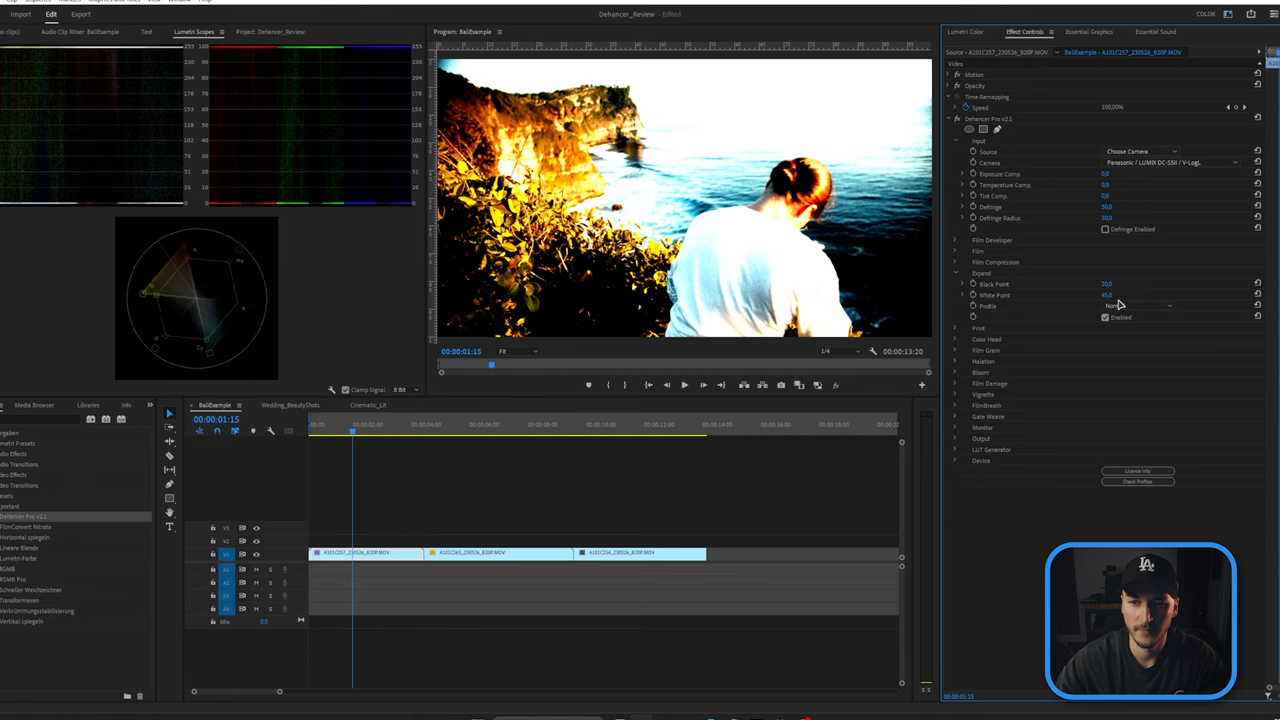 Import
Edit
Export
Dehancer_Review - Edited
COLOR
Audio Clip Mixer: BaliExample
Text
Lumetri Scopes
Project: Dehancer_Review
Program: BaliExample
Lumetri Color
Effect Controls
Essential Graphics
Essential Sound
Source - A101C257_230526_B20P.MOV
BaliExample - A101C257_230526_B20P.MOV
Video
Motion
Opacity
Time Remapping
Speed
100,00%
Dehancer Pro v2.1
Input
Source
Choose Camera
Camera
Panasonic / LUMIX DC-S5II / V-LogL
Exposure Comp.
0,0
Temperature Comp.
0,0
Tint Comp.
0,0
Defringe
50,0
Defringe Radius
50,0
Defringe Enabled
Film Developer
Film
Film Compression
Expand
Black Point
20,0
White Point
45,0
Profile
Enabled
Print
Color Head
Film Grain
Halation
Bloom
Film Damage
Vignette
FilmBreath
Gate Weave
Monitor
Output
LUT Generator
Device
Licence Info
Check Profiles
Clamp Signal
8 Bit
00:00:01:15
Fit
1/4
00:00:13:20
Media Browser
Libraries
Info
BaliExample
Wedding_BeautyShots
Cinematic_Lit
00:00:01:15
:00:00
00:00:02:00
00:00:04:00
00:00:06:00
00:00:08:00
00:00:10:00
00:00:12:00
00:00:14:00
00:00:16:00
00:00:18:00
Dehancer Pro v2.1
FilmConvert Nitrate
Horizontal spiegeln
Lineare Blende
Lumetri-Farbe
RSMB
RSMB Pro
Schneller Weichzeichner
Transformieren
Verkrümmungsstabilisierung
Vertikal spiegeln
V3
V2
V1
A1
M
S
A2
M
S
A3
M
S
A4
M
S
Mix
0,0
A101C257_230526_B20P.MOV
A101C263_230526_B20P.MOV
A101C254_230526_B20P.MOV
LA
00:00:01:15